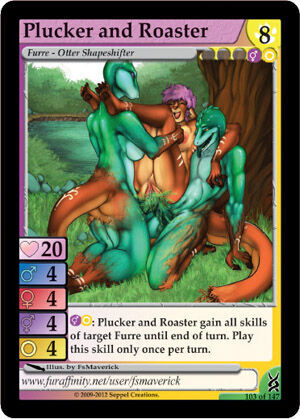 Plucker and Roaster
8
Furre - Otter Shapeshifter
20
4
4
4
4
: Plucker and Roaster gain all skills
of target Furre until end of turn. Play
this skill only once per turn.
Illus. by FsMaverick
www.furaffinity.net/user/fsmaverick
103 of 147
© 2009-2012 Seppel Creations